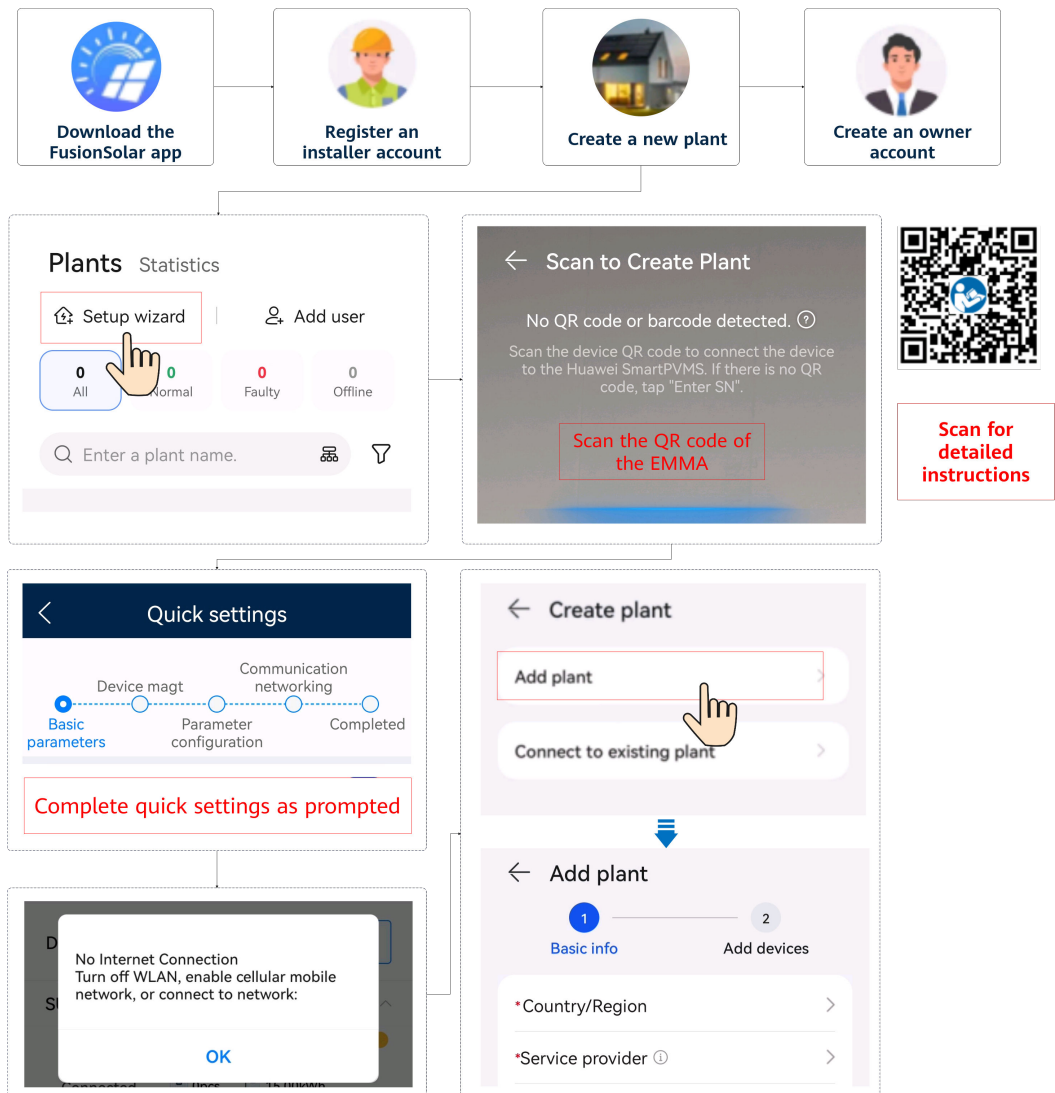 Download the
FusionSolar app
Register an
installer account
Create a new plant
Create an owner
account
Plants Statistics
Setup wizard
Add user
0
All
0
Normal
0
Faulty
0
Offline
Enter a plant name.
Scan to Create Plant
No QR code or barcode detected.
Scan the device QR code to connect the device
to the Huawei SmartPVMS. If there is no QR
code, tap "Enter SN".
Scan the QR code of
the EMMA
Scan for
detailed
instructions
Quick settings
Basic
parameters
Device magt
Parameter
configuration
Communication
networking
Completed
Complete quick settings as prompted
No Internet Connection
Turn off WLAN, enable cellular mobile
network, or connect to network:
OK
Create plant
Add plant
Connect to existing plant
Add plant
1
Basic info
2
Add devices
*Country/Region
*Service provider